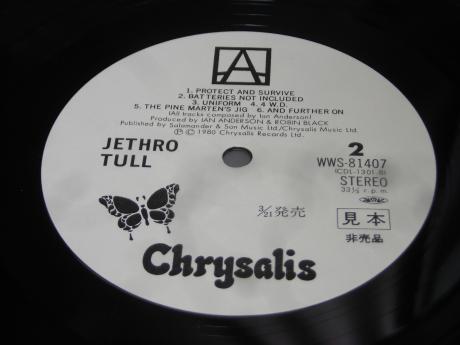 A
1. PROTECT AND SURVIVE
2. BATTERIES NOT INCLUDED
3. UNIFORM 4. 4 W.D.
5. THE PINE MARTEN'S JIG 6. AND FURTHER ON
(All tracks composed by Ian Anderson)
Produced by IAN ANDERSON & ROBIN BLACK
Published by Salamander & Son Music Ltd./Chrysalis Music Ltd.
Ⓟ © 1980 Chrysalis Records Ltd.
JETHRO
TULL
2
WWS-81407
(CDL-1301-B)
STEREO
33⅓ r.p.m.
3/21発売
見本
非売品
Chrysalis